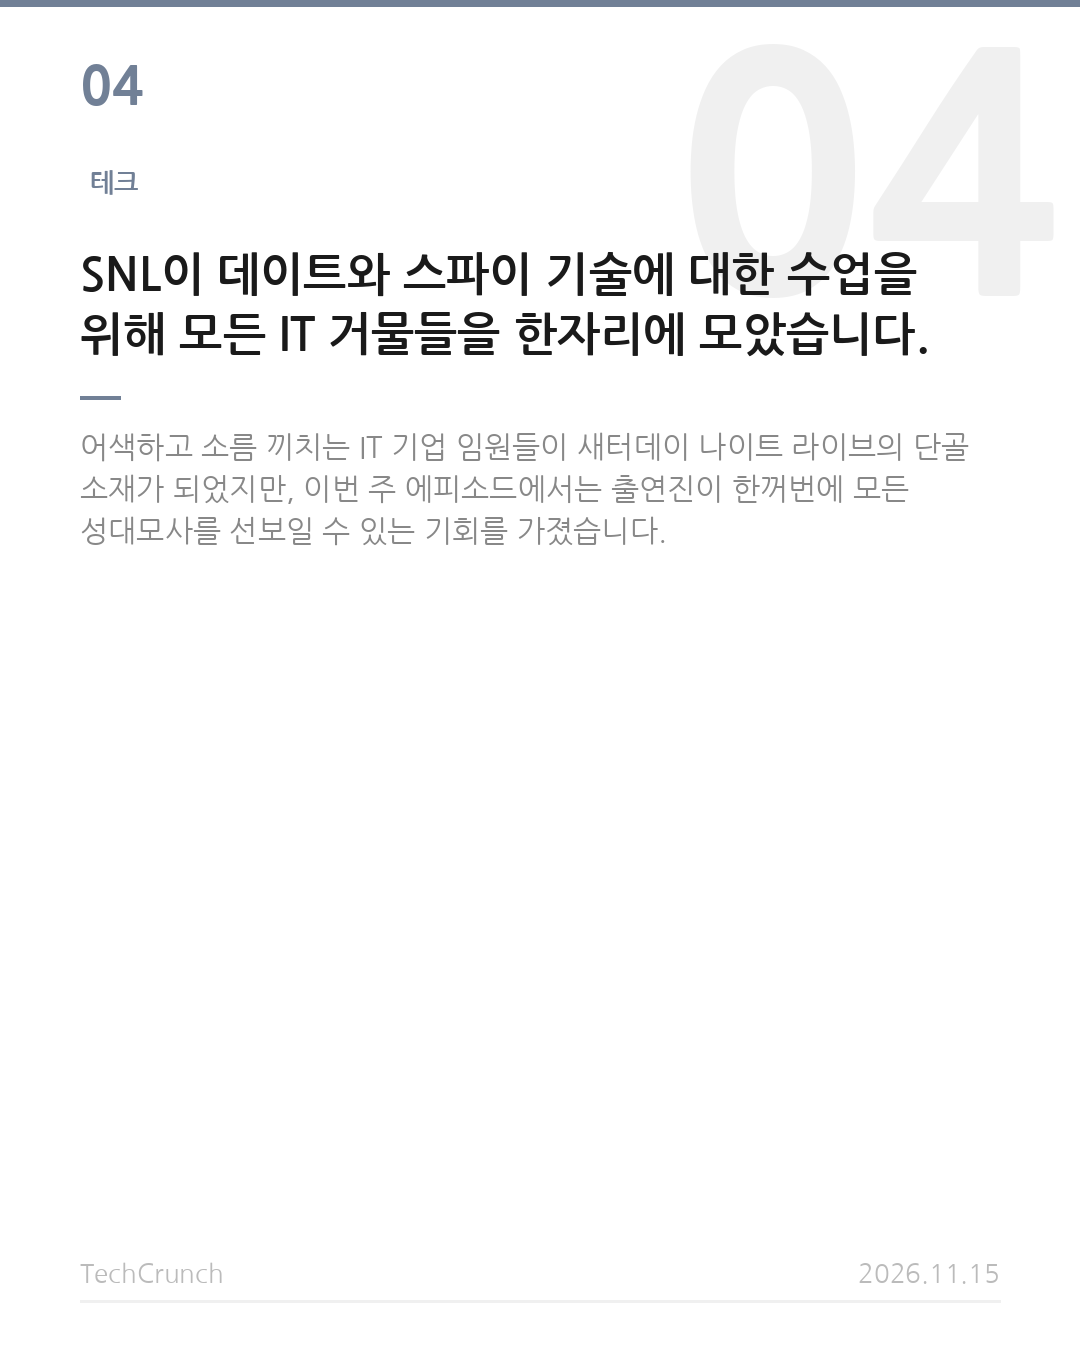 04
04
테크
SNL이 데이트와 스파이 기술에 대한 수업을
위해 모든 IT 거물들을 한자리에 모았습니다.
어색하고 소름 끼치는 IT 기업 임원들이 새터데이 나이트 라이브의 단골
소재가 되었지만, 이번 주 에피소드에서는 출연진이 한꺼번에 모든
성대모사를 선보일 수 있는 기회를 가졌습니다.
TechCrunch
2026.11.15